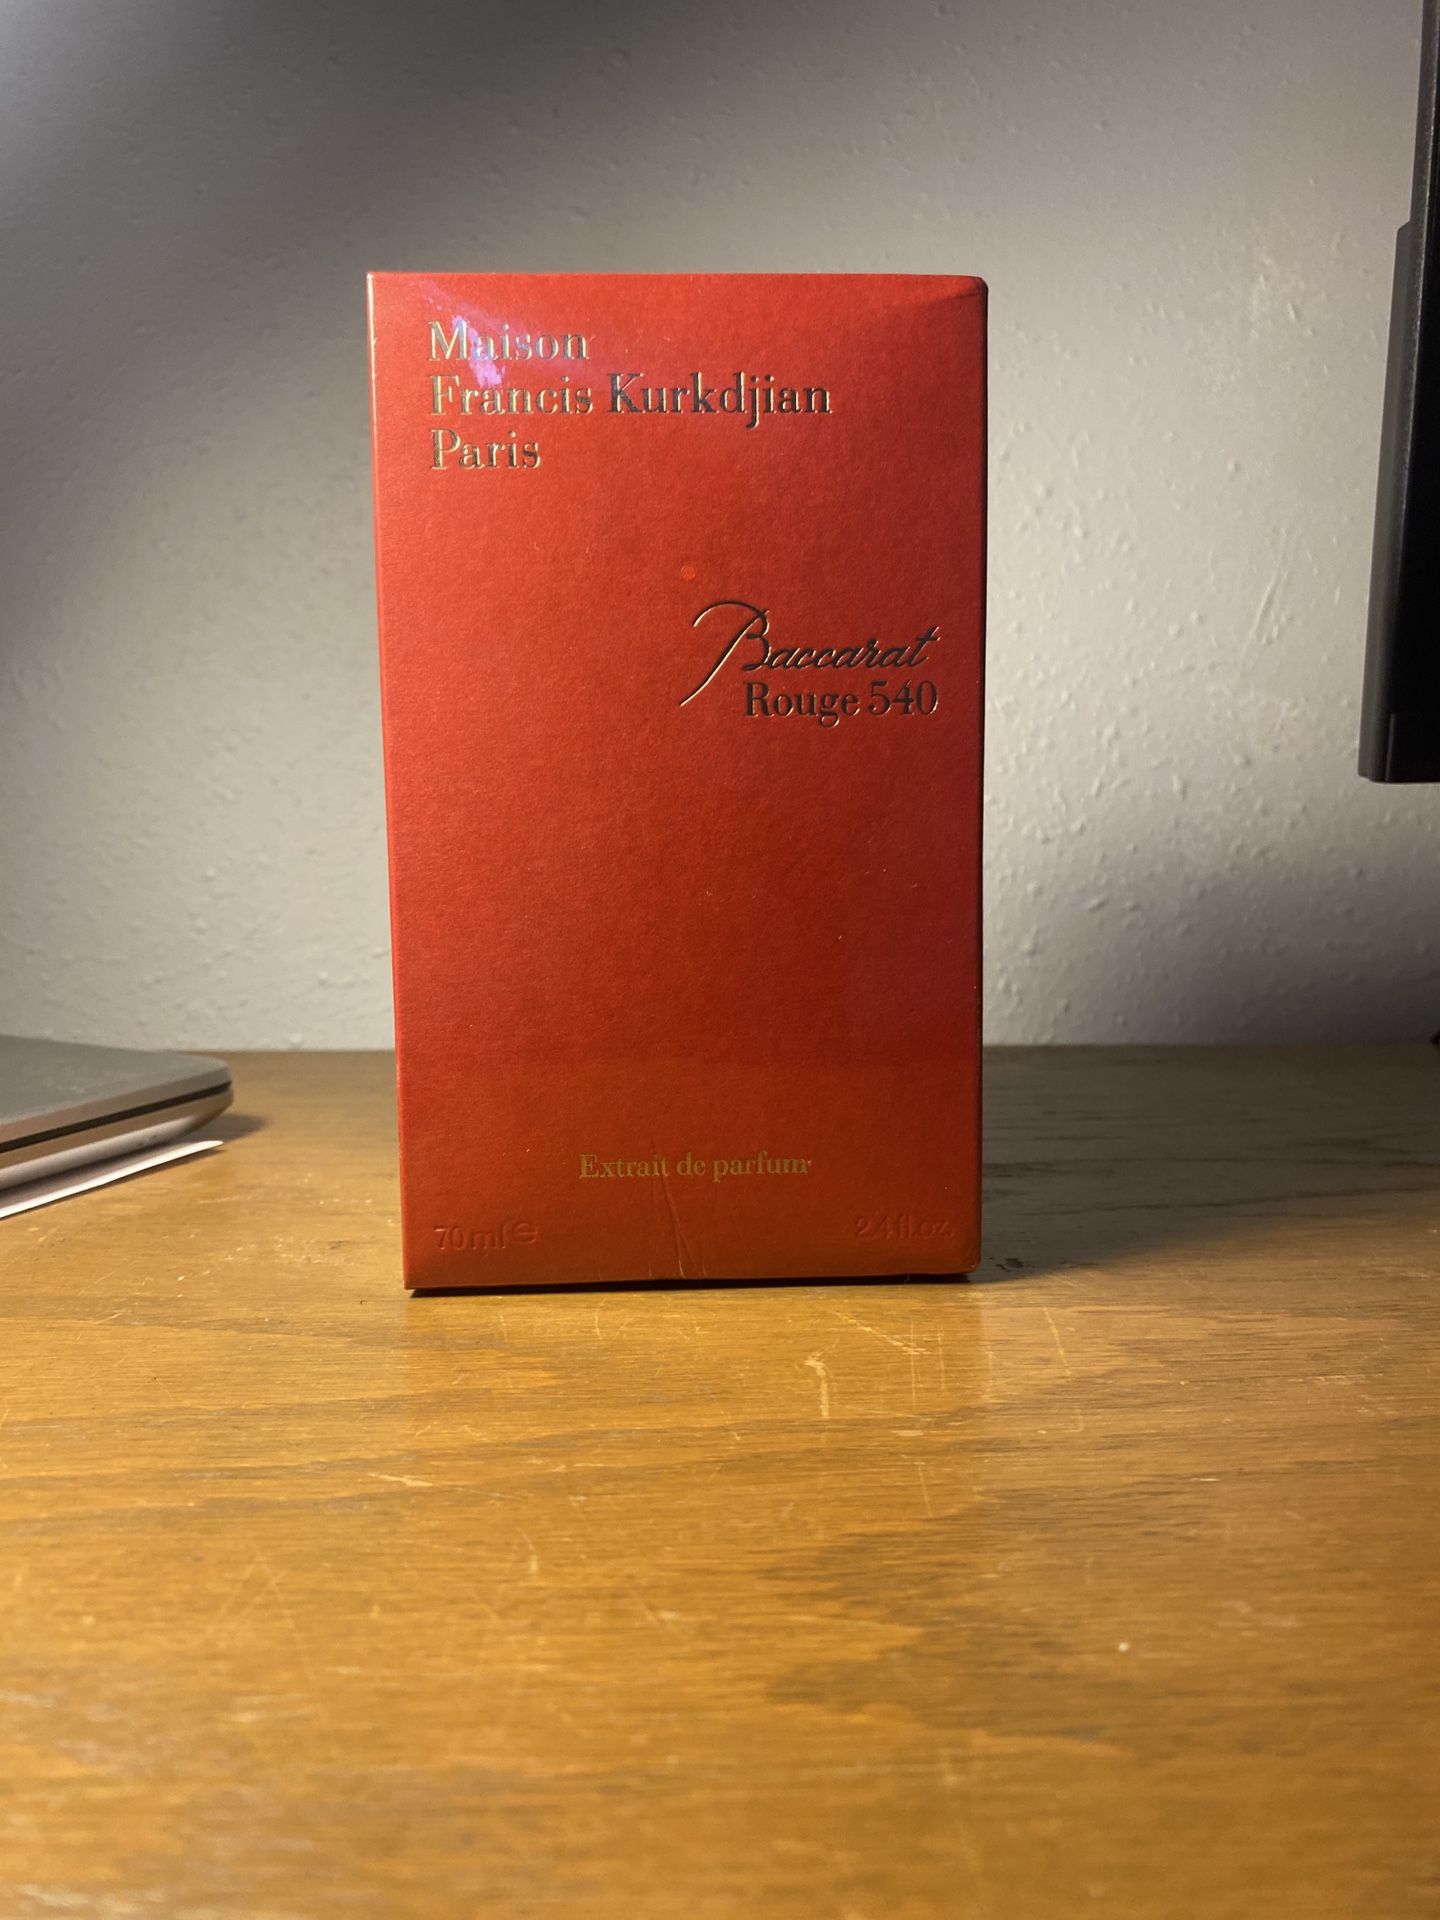 Maison
Francis Kurkdjian
Paris
Baccarat
Rouge 540
Extrait de parfum
70 ml ℮ 2.4 fl.oz.